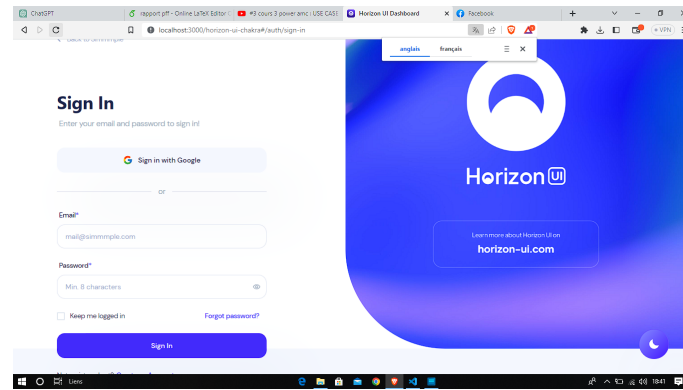 ChatGPT
rapport pff - Online LaTeX Editor
#3 cours 3 power amc : USE CASE
Horizon UI Dashboard
Facebook
localhost:3000/horizon-ui-chakra#/auth/sign-in
VPN
anglais français
Sign In
Enter your email and password to sign in!
Sign in with Google
or
Email*
mail@simmmple.com
Password*
Min. 8 characters
Keep me logged in
Forgot password?
Sign In
Horizon UI
Learn more about Horizon UI on
horizon-ui.com
Liens
18:41